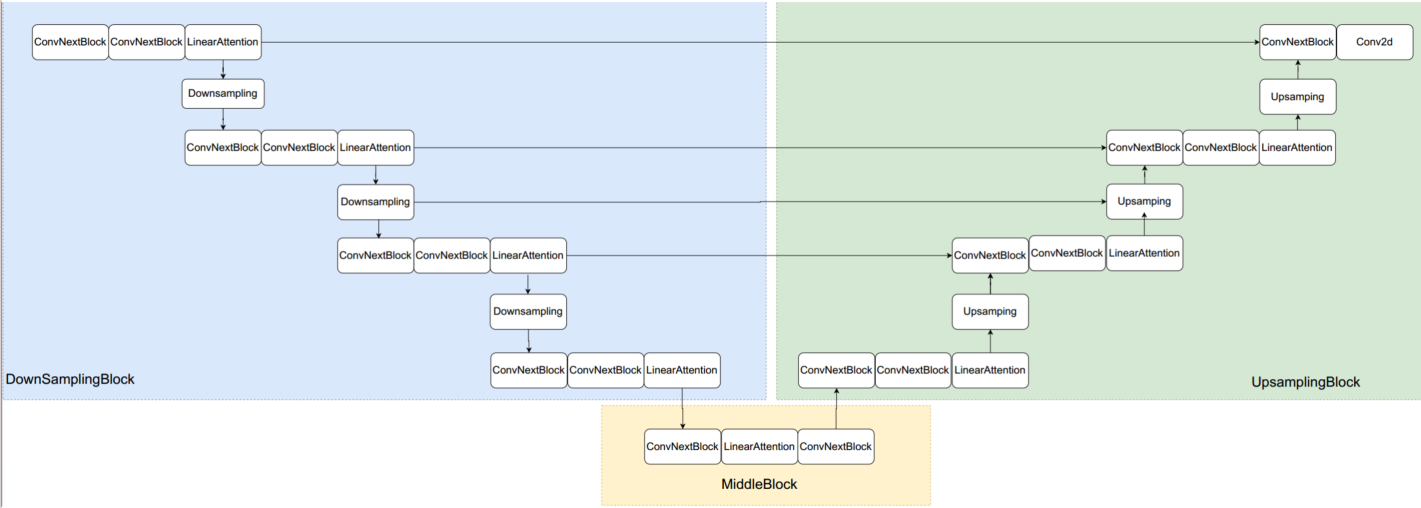 ConvNextBlock ConvNextBlock LinearAttention
ConvNextBlock Conv2d
Downsampling
Upsamping
ConvNextBlock ConvNextBlock LinearAttention
ConvNextBlock ConvNextBlock LinearAttention
Downsampling
Upsamping
ConvNextBlock ConvNextBlock LinearAttention
ConvNextBlock ConvNextBlock LinearAttention
Downsampling
Upsamping
ConvNextBlock ConvNextBlock LinearAttention
ConvNextBlock ConvNextBlock LinearAttention
DownSamplingBlock
UpsamplingBlock
ConvNextBlock LinearAttention ConvNextBlock
MiddleBlock